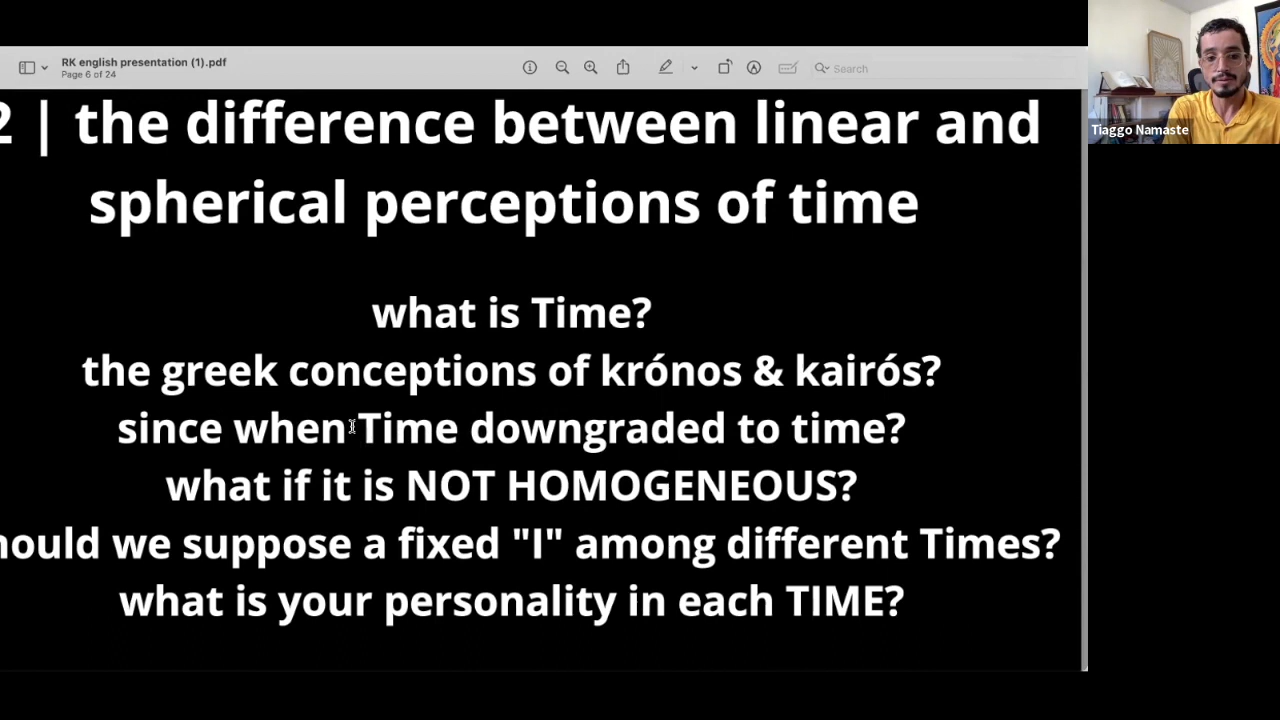 RK english presentation (1).pdf
Page 6 of 24
Search
Tiaggo Namaste
2 | the difference between linear and
spherical perceptions of time
what is Time?
the greek conceptions of krónos & kairós?
since when Time downgraded to time?
what if it is NOT HOMOGENEOUS?
hould we suppose a fixed "I" among different Times?
what is your personality in each TIME?